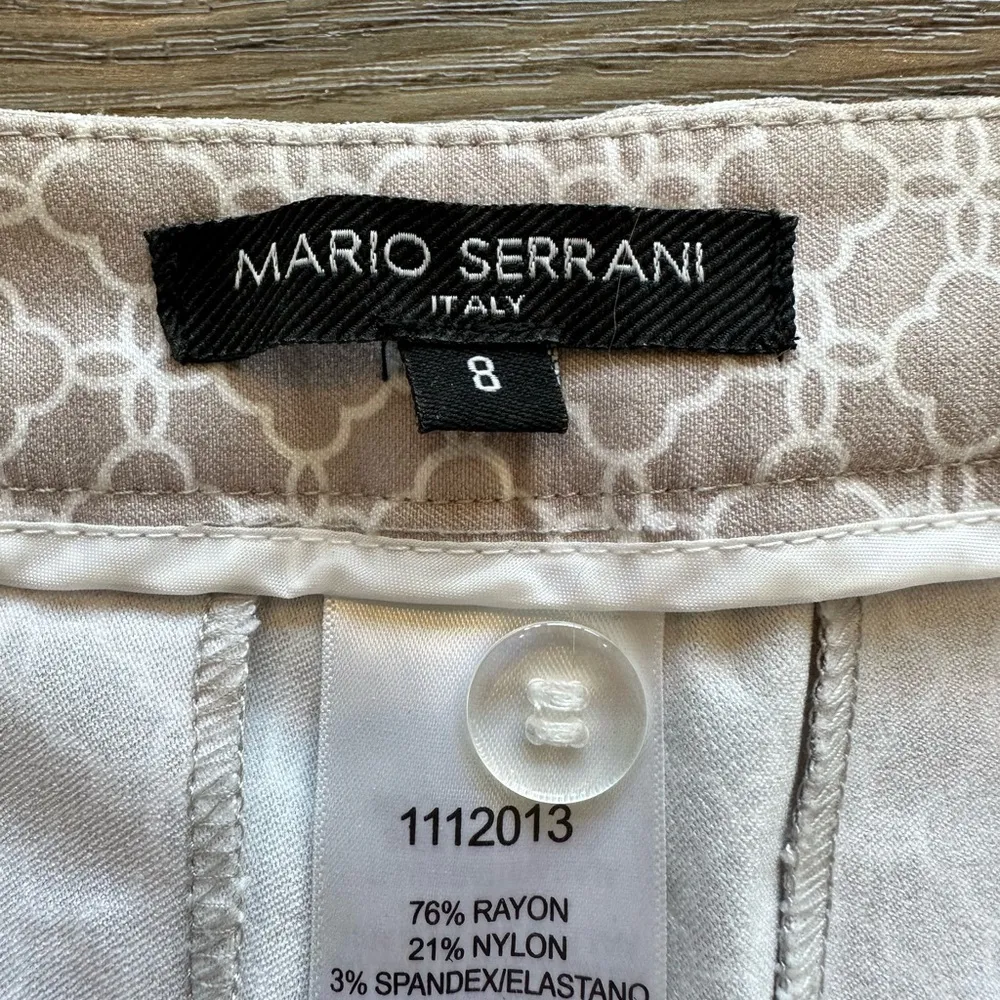 MARIO SERRANI
ITALY
8
1112013
76% RAYON
21% NYLON
3% SPANDEX/ELASTANO